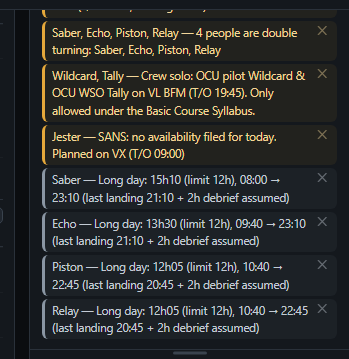 Saber, Echo, Piston, Relay — 4 people are double
turning: Saber, Echo, Piston, Relay
Wildcard, Tally — Crew solo: OCU pilot Wildcard &
OCU WSO Tally on VL BFM (T/O 19:45). Only
allowed under the Basic Course Syllabus.
Jester — SANS: no availability filed for today.
Planned on VX (T/O 09:00)
Saber — Long day: 15h10 (limit 12h), 08:00 →
23:10 (last landing 21:10 + 2h debrief assumed)
Echo — Long day: 13h30 (limit 12h), 09:40 → 23:10
(last landing 21:10 + 2h debrief assumed)
Piston — Long day: 12h05 (limit 12h), 10:40 →
22:45 (last landing 20:45 + 2h debrief assumed)
Relay — Long day: 12h05 (limit 12h), 10:40 → 22:45
(last landing 20:45 + 2h debrief assumed)